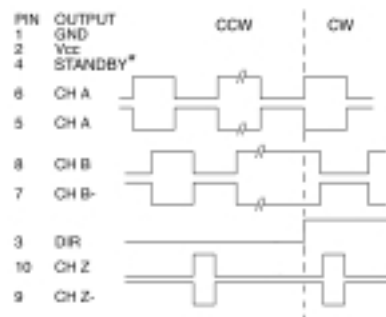 PIN OUTPUT CCW CW
1 GND
2 Vcc
4 STANDBY*
6 CH A
5 CH A
8 CH B
7 CH B-
3 DIR
10 CH Z
9 CH Z-